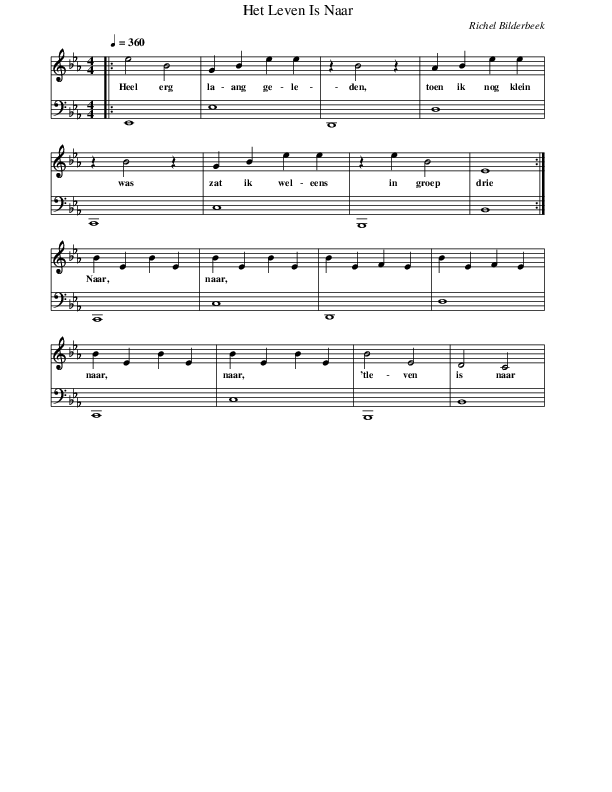 Het Leven Is Naar
Richel Bilderbeek
♩ = 360
Heel erg la - ang ge - le - - den, toen ik nog klein
was zat ik wel - eens in groep drie
Naar, naar,
naar, naar, 'tle - ven is naar